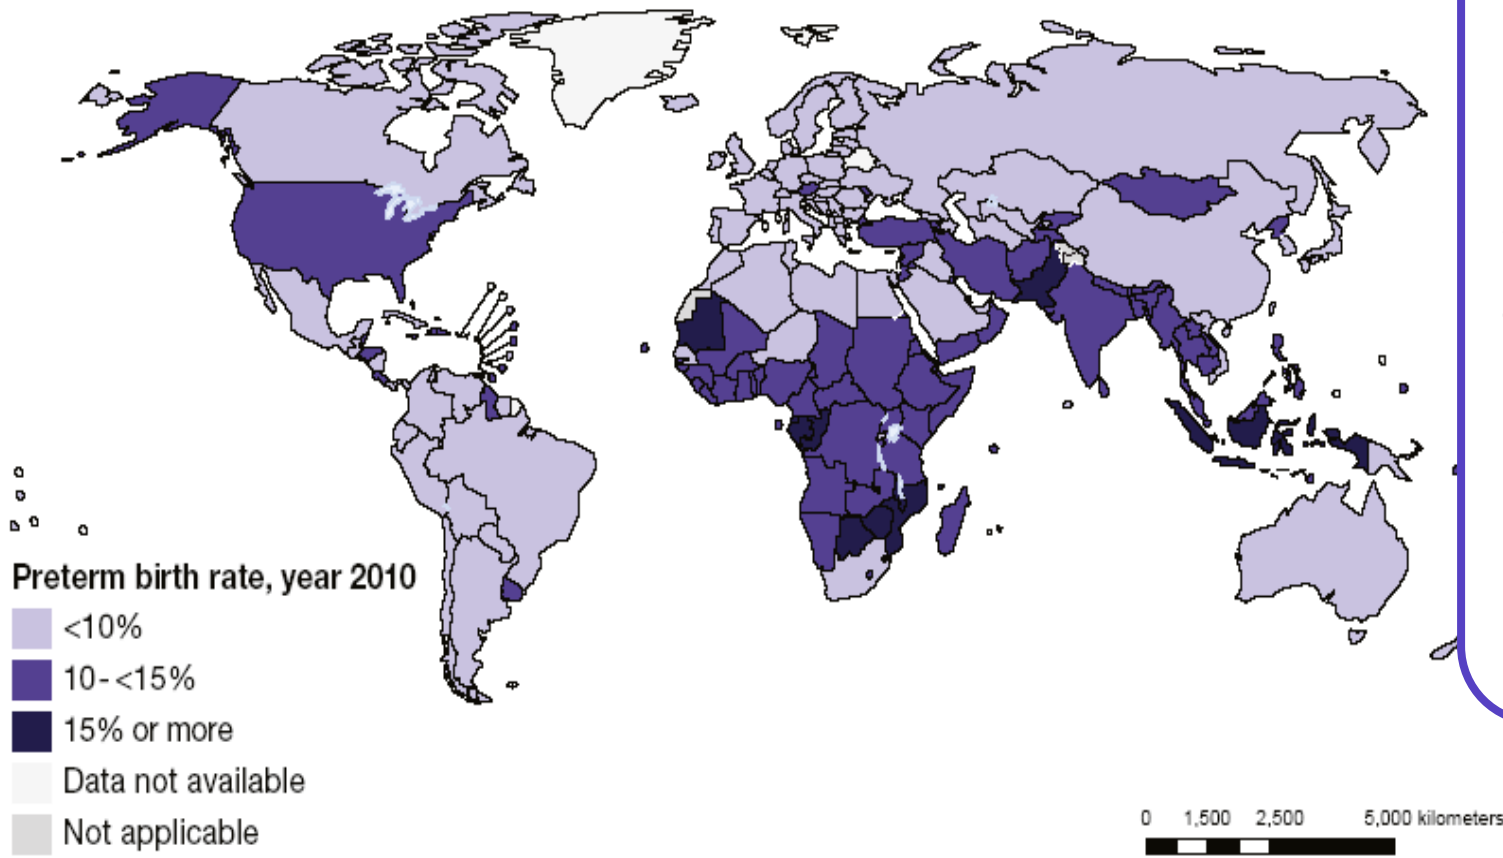 Preterm birth rate, year 2010
<10%
10-<15%
15% or more
Data not available
Not applicable
0 1,500 2,500 5,000 kilometers